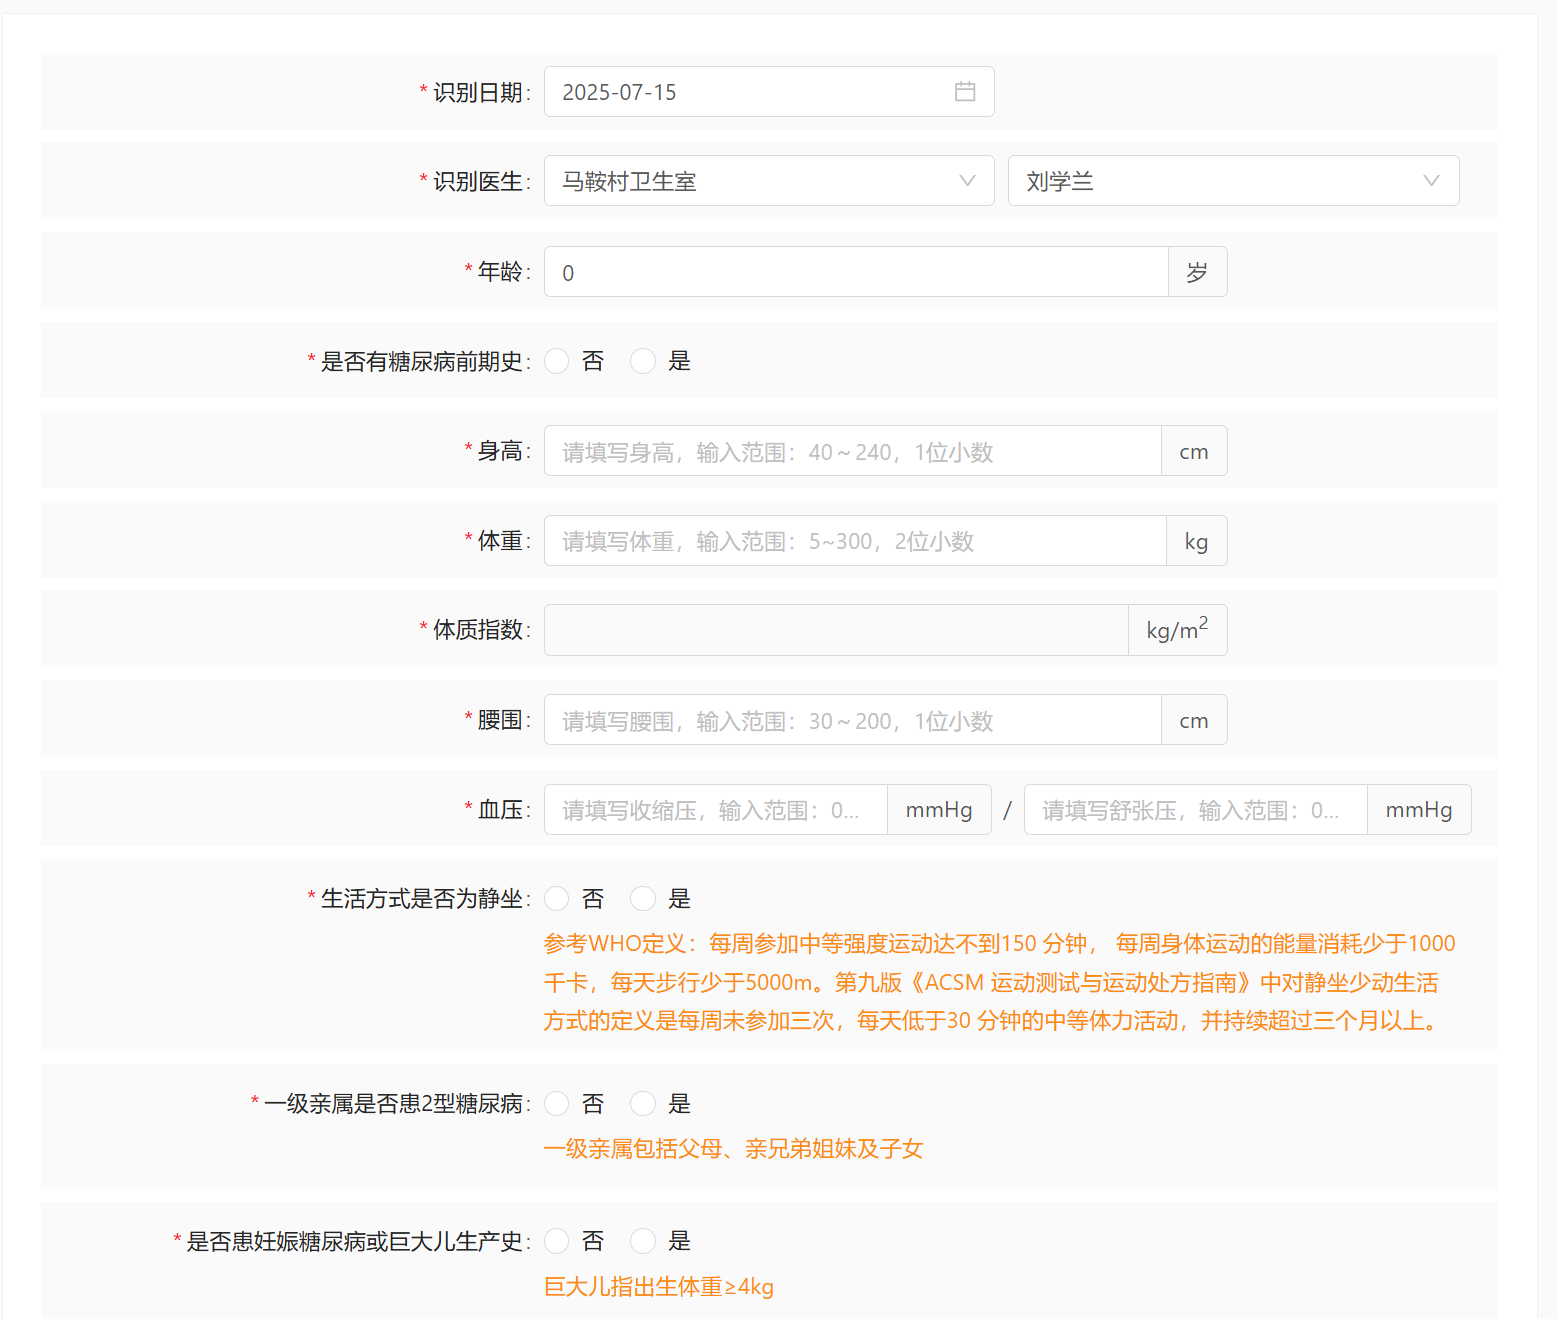 * 识别日期: 2025-07-15
* 识别医生: 马鞍村卫生室 刘学兰
* 年龄: 0 岁
* 是否有糖尿病前期史: 否 是
* 身高: 请填写身高，输入范围：40～240，1位小数 cm
* 体重: 请填写体重，输入范围：5~300，2位小数 kg
* 体质指数: kg/m²
* 腰围: 请填写腰围，输入范围：30～200，1位小数 cm
* 血压: 请填写收缩压，输入范围：0... mmHg / 请填写舒张压，输入范围：0... mmHg
* 生活方式是否为静坐: 否 是
参考WHO定义：每周参加中等强度运动达不到150 分钟， 每周身体运动的能量消耗少于1000
千卡，每天步行少于5000m。第九版《ACSM 运动测试与运动处方指南》中对静坐少动生活
方式的定义是每周未参加三次，每天低于30 分钟的中等体力活动，并持续超过三个月以上。
* 一级亲属是否患2型糖尿病: 否 是
一级亲属包括父母、亲兄弟姐妹及子女
* 是否患妊娠糖尿病或巨大儿生产史: 否 是
巨大儿指出生体重≥4kg